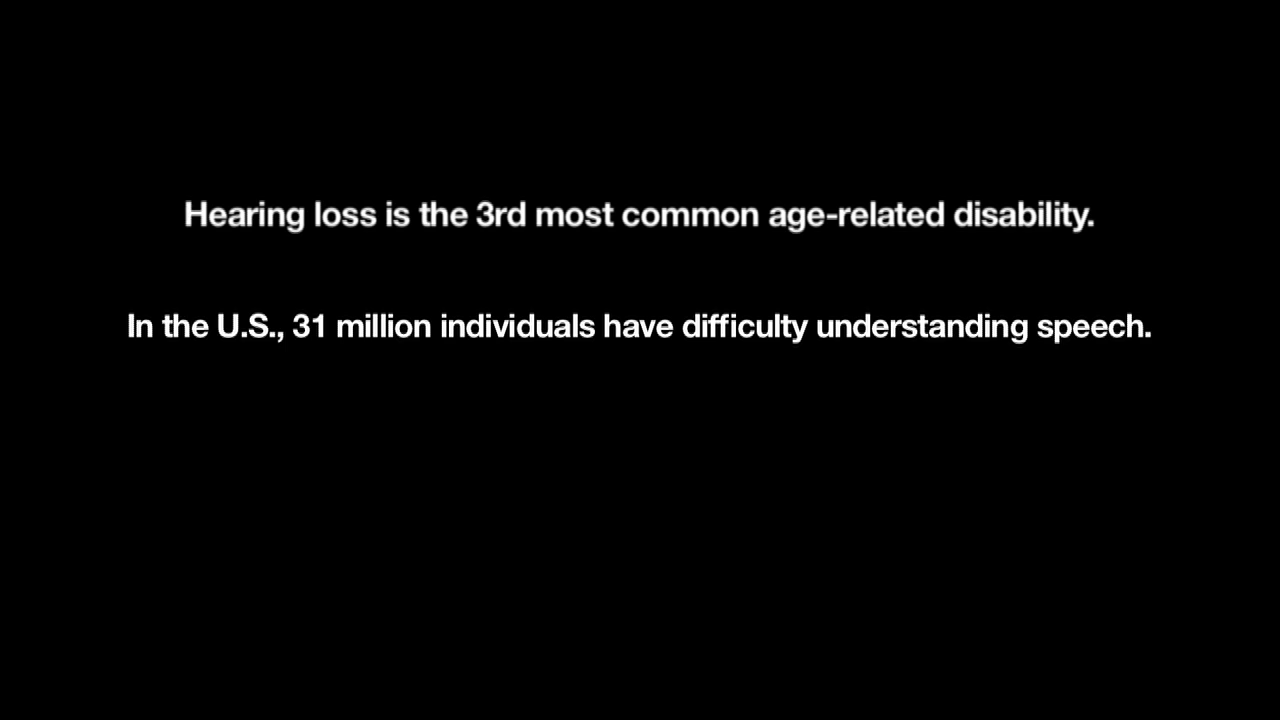 Hearing loss is the 3rd most common age-related disability.
In the U.S., 31 million individuals have difficulty understanding speech.